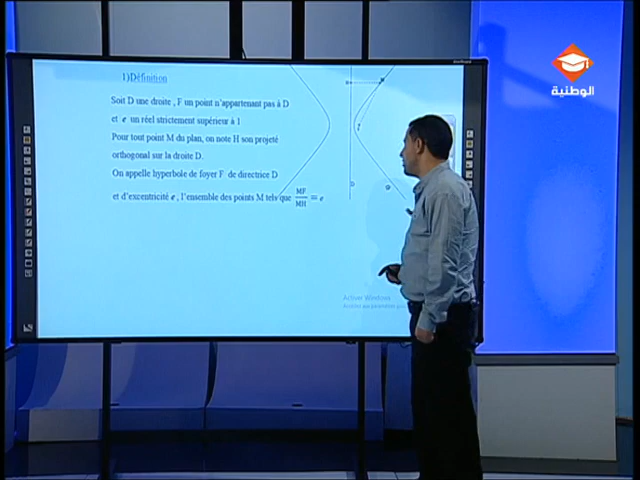 الوطنية
1)Définition
Soit D une droite , F un point n'appartenant pas à D
et e un réel strictement supérieur à 1
Pour tout point M du plan, on note H son projeté
orthogonal sur la droite D.
On appelle hyperbole de foyer F de directrice D
et d'excentricité e , l'ensemble des points M tels que MF/MH = e
D
Activer Windows